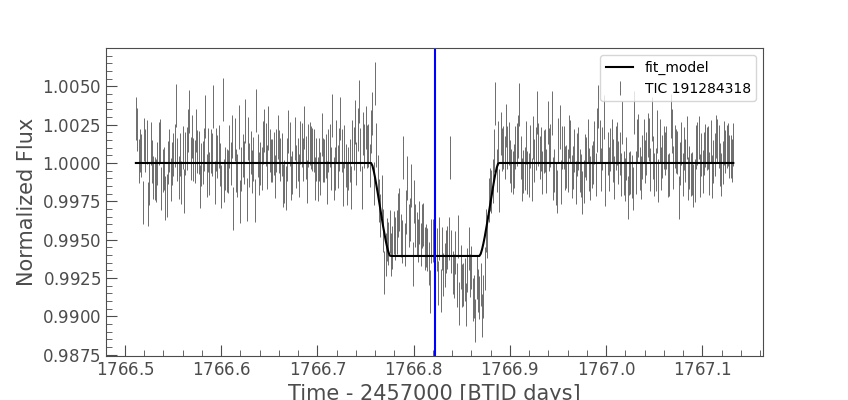 fit_model
TIC 191284318
Normalized Flux
1.0050
1.0025
1.0000
0.9975
0.9950
0.9925
0.9900
0.9875
1766.5 1766.6 1766.7 1766.8 1766.9 1767.0 1767.1
Time - 2457000 [BTJD days]